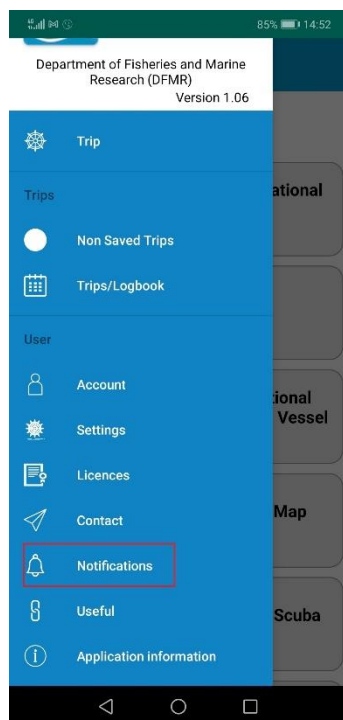 85% 14:52
Department of Fisheries and Marine
Research (DFMR)
Version 1.06
Trip
Trips
ational
Non Saved Trips
Trips/Logbook
User
Account
tional
Vessel
Settings
Licences
Contact
Map
Notifications
Useful
Scuba
Application information